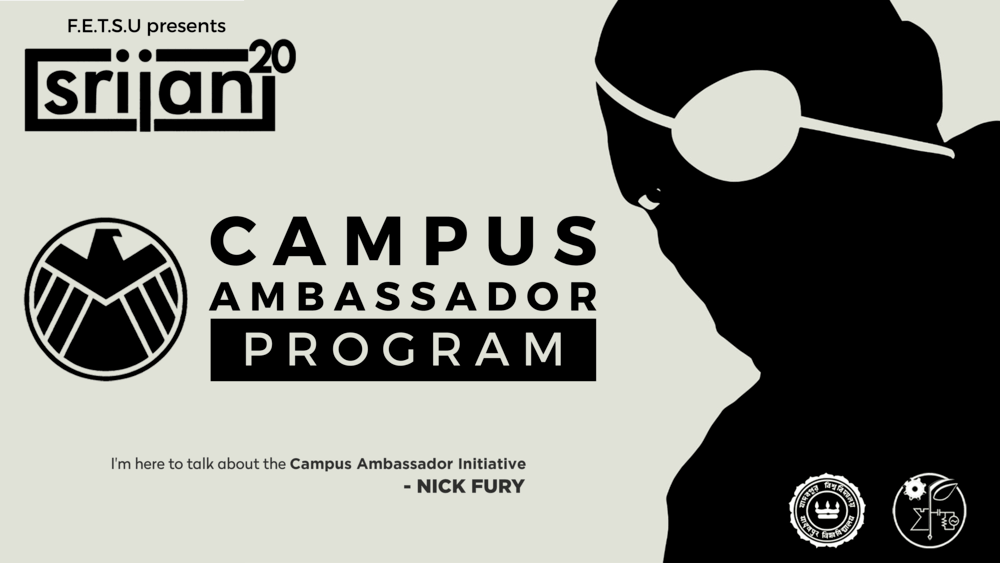 F.E.T.S.U presents
srijan 20
CAMPUS
AMBASSADOR
PROGRAM
I'm here to talk about the Campus Ambassador Initiative
- NICK FURY